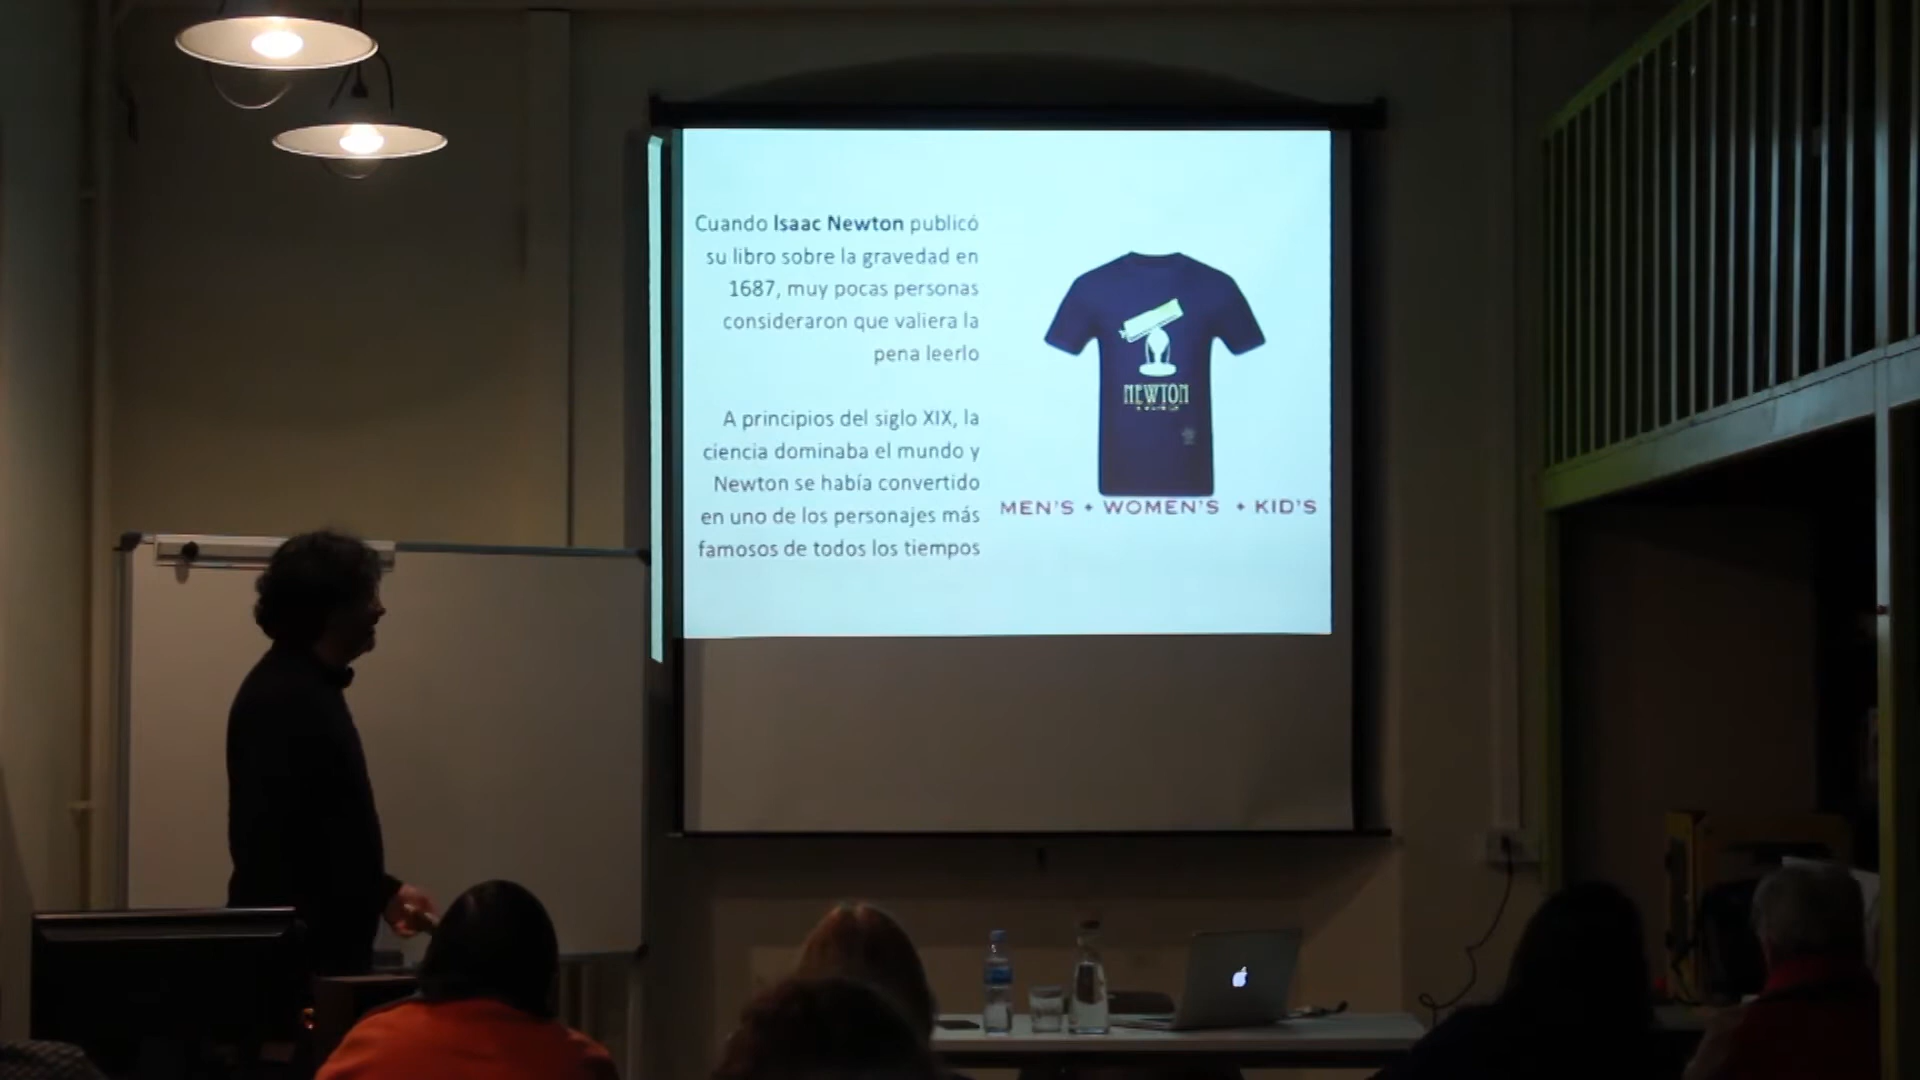 Cuando Isaac Newton publicó
su libro sobre la gravedad en
1687, muy pocas personas
consideraron que valiera la
pena leerlo
A principios del siglo XIX, la
ciencia dominaba el mundo y
Newton se había convertido
en uno de los personajes más
famosos de todos los tiempos
NEWTON
MEN'S + WOMEN'S + KID'S